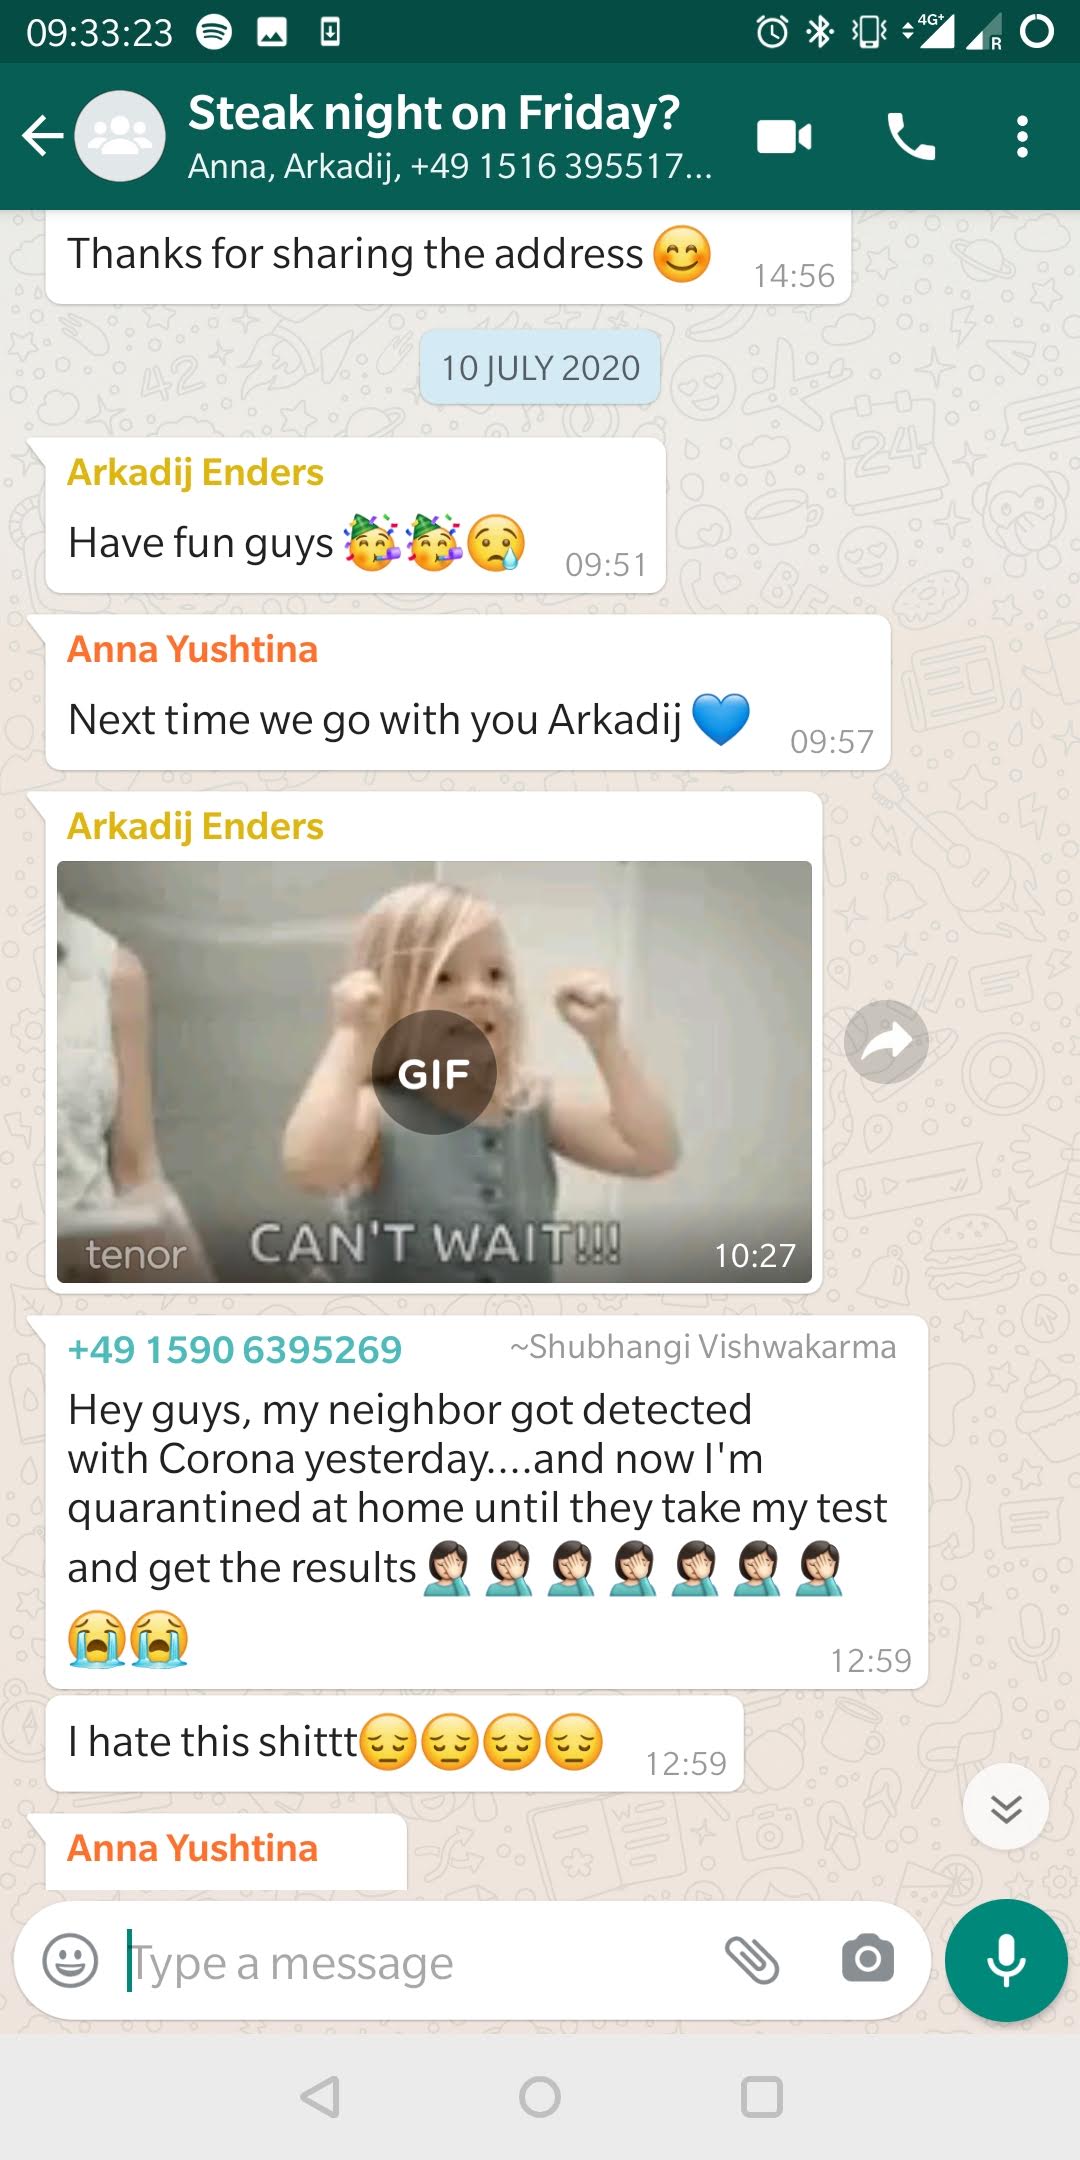 09:33:23
4G+
R
Steak night on Friday?
Anna, Arkadij, +49 1516 395517...
Thanks for sharing the address 😊
14:56
10 JULY 2020
Arkadij Enders
Have fun guys 🥳🥳😢
09:51
Anna Yushtina
Next time we go with you Arkadij 💙
09:57
Arkadij Enders
GIF
CAN'T WAIT!!!
tenor
10:27
+49 1590 6395269 ~Shubhangi Vishwakarma
Hey guys, my neighbor got detected
with Corona yesterday....and now I'm
quarantined at home until they take my test
and get the results 🤦🏻‍♀️🤦🏻‍♀️🤦🏻‍♀️🤦🏻‍♀️🤦🏻‍♀️🤦🏻‍♀️🤦🏻‍♀️
😭😭
12:59
I hate this shittt😔😔😔😔
12:59
Anna Yushtina
Type a message